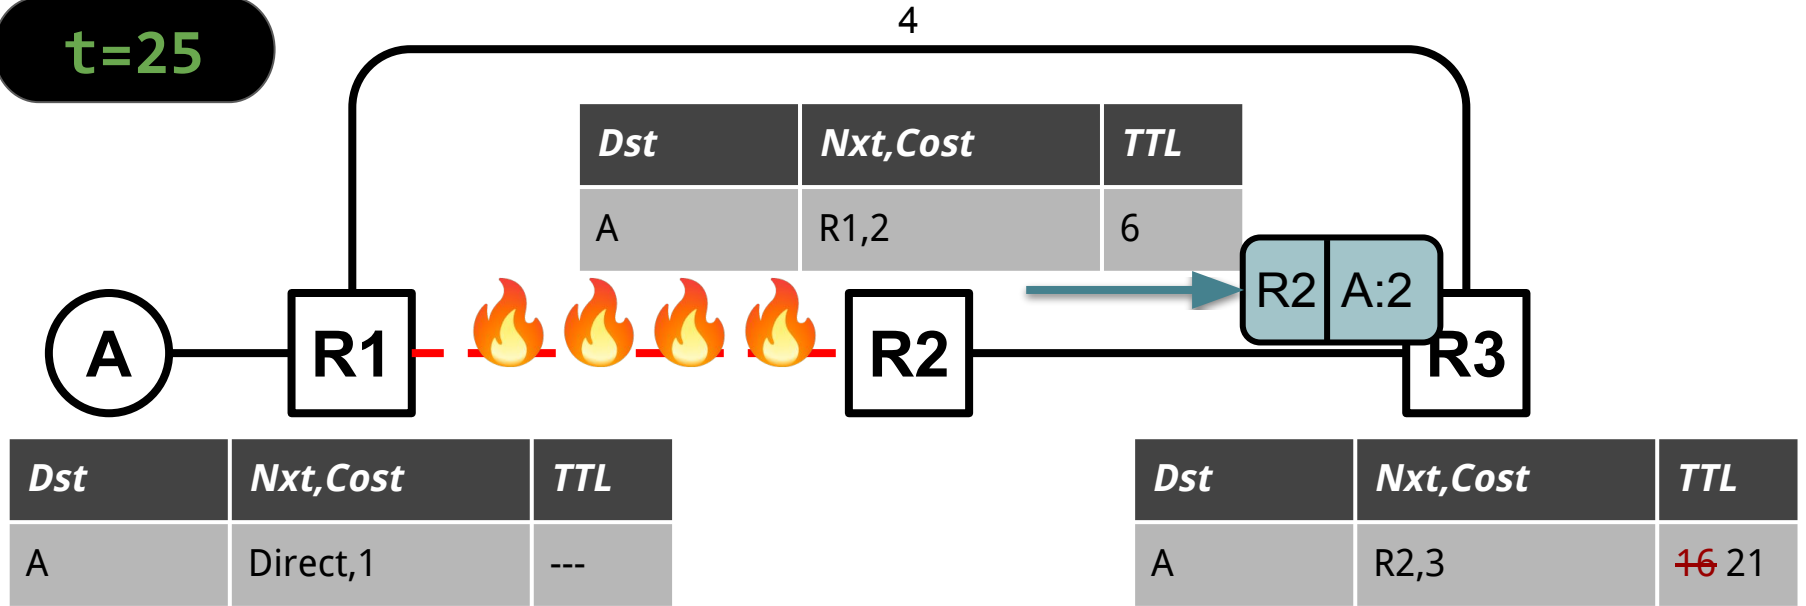 4
t=25
Dst Nxt,Cost TTL
A R1,2 6
R2 A:2
A R1 R2 R3
Dst Nxt,Cost TTL
A Direct,1 ---
Dst Nxt,Cost TTL
A R2,3 16 21